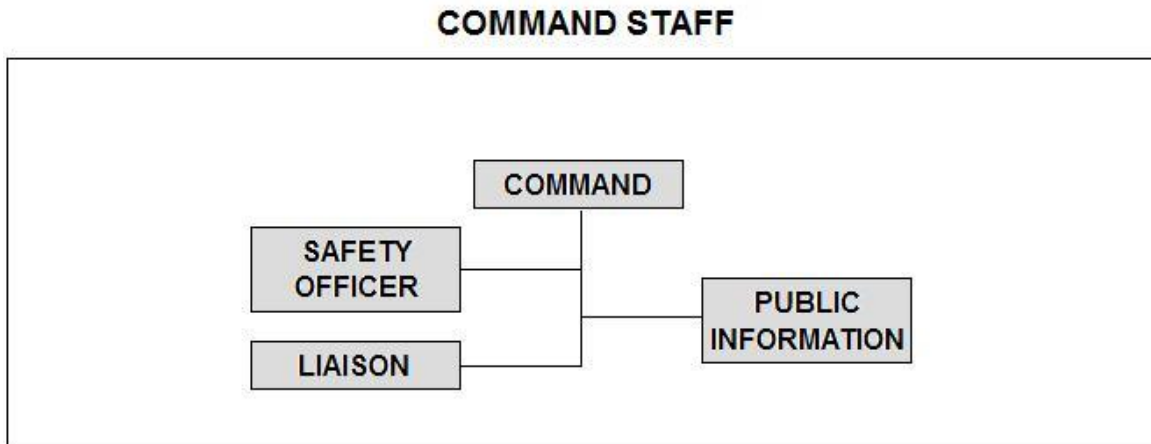 COMMAND STAFF
COMMAND
SAFETY
OFFICER
PUBLIC
INFORMATION
LIAISON